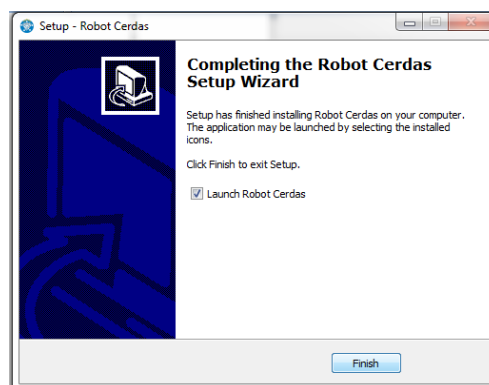 Setup - Robot Cerdas
Completing the Robot Cerdas
Setup Wizard
Setup has finished installing Robot Cerdas on your computer.
The application may be launched by selecting the installed
icons.
Click Finish to exit Setup.
Launch Robot Cerdas
Finish